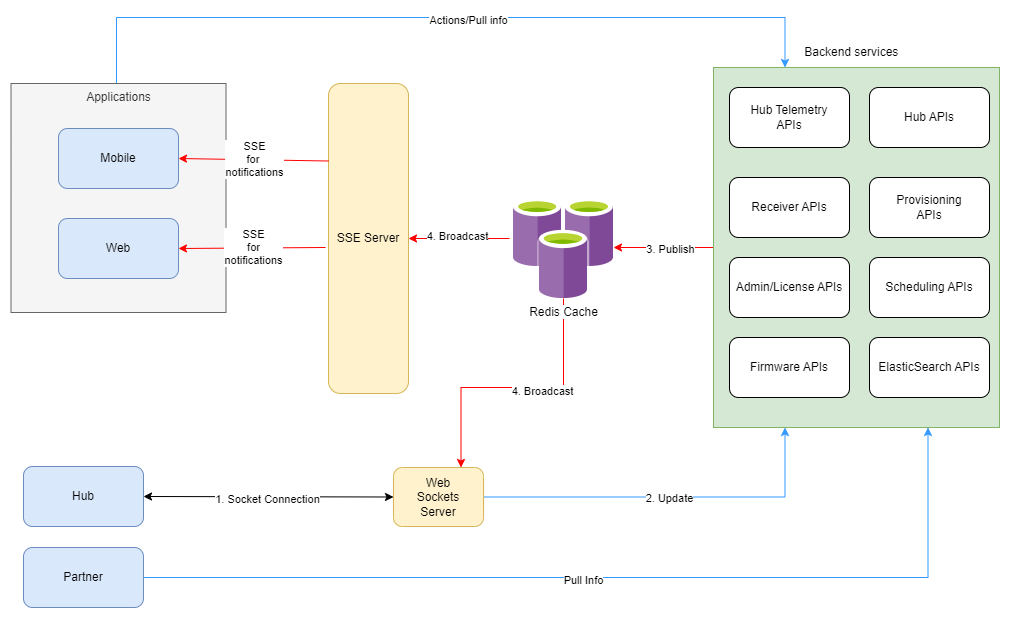 Actions/Pull info
Backend services
Applications
Mobile
Web
SSE
for
notifications
SSE
for
notifications
SSE Server
4. Broadcast
Redis Cache
3. Publish
Hub Telemetry
APIs
Hub APIs
Receiver APIs
Provisioning
APIs
Admin/License APIs
Scheduling APIs
Firmware APIs
ElasticSearch APIs
4. Broadcast
Hub
1. Socket Connection
Web
Sockets
Server
2. Update
Partner
Pull Info